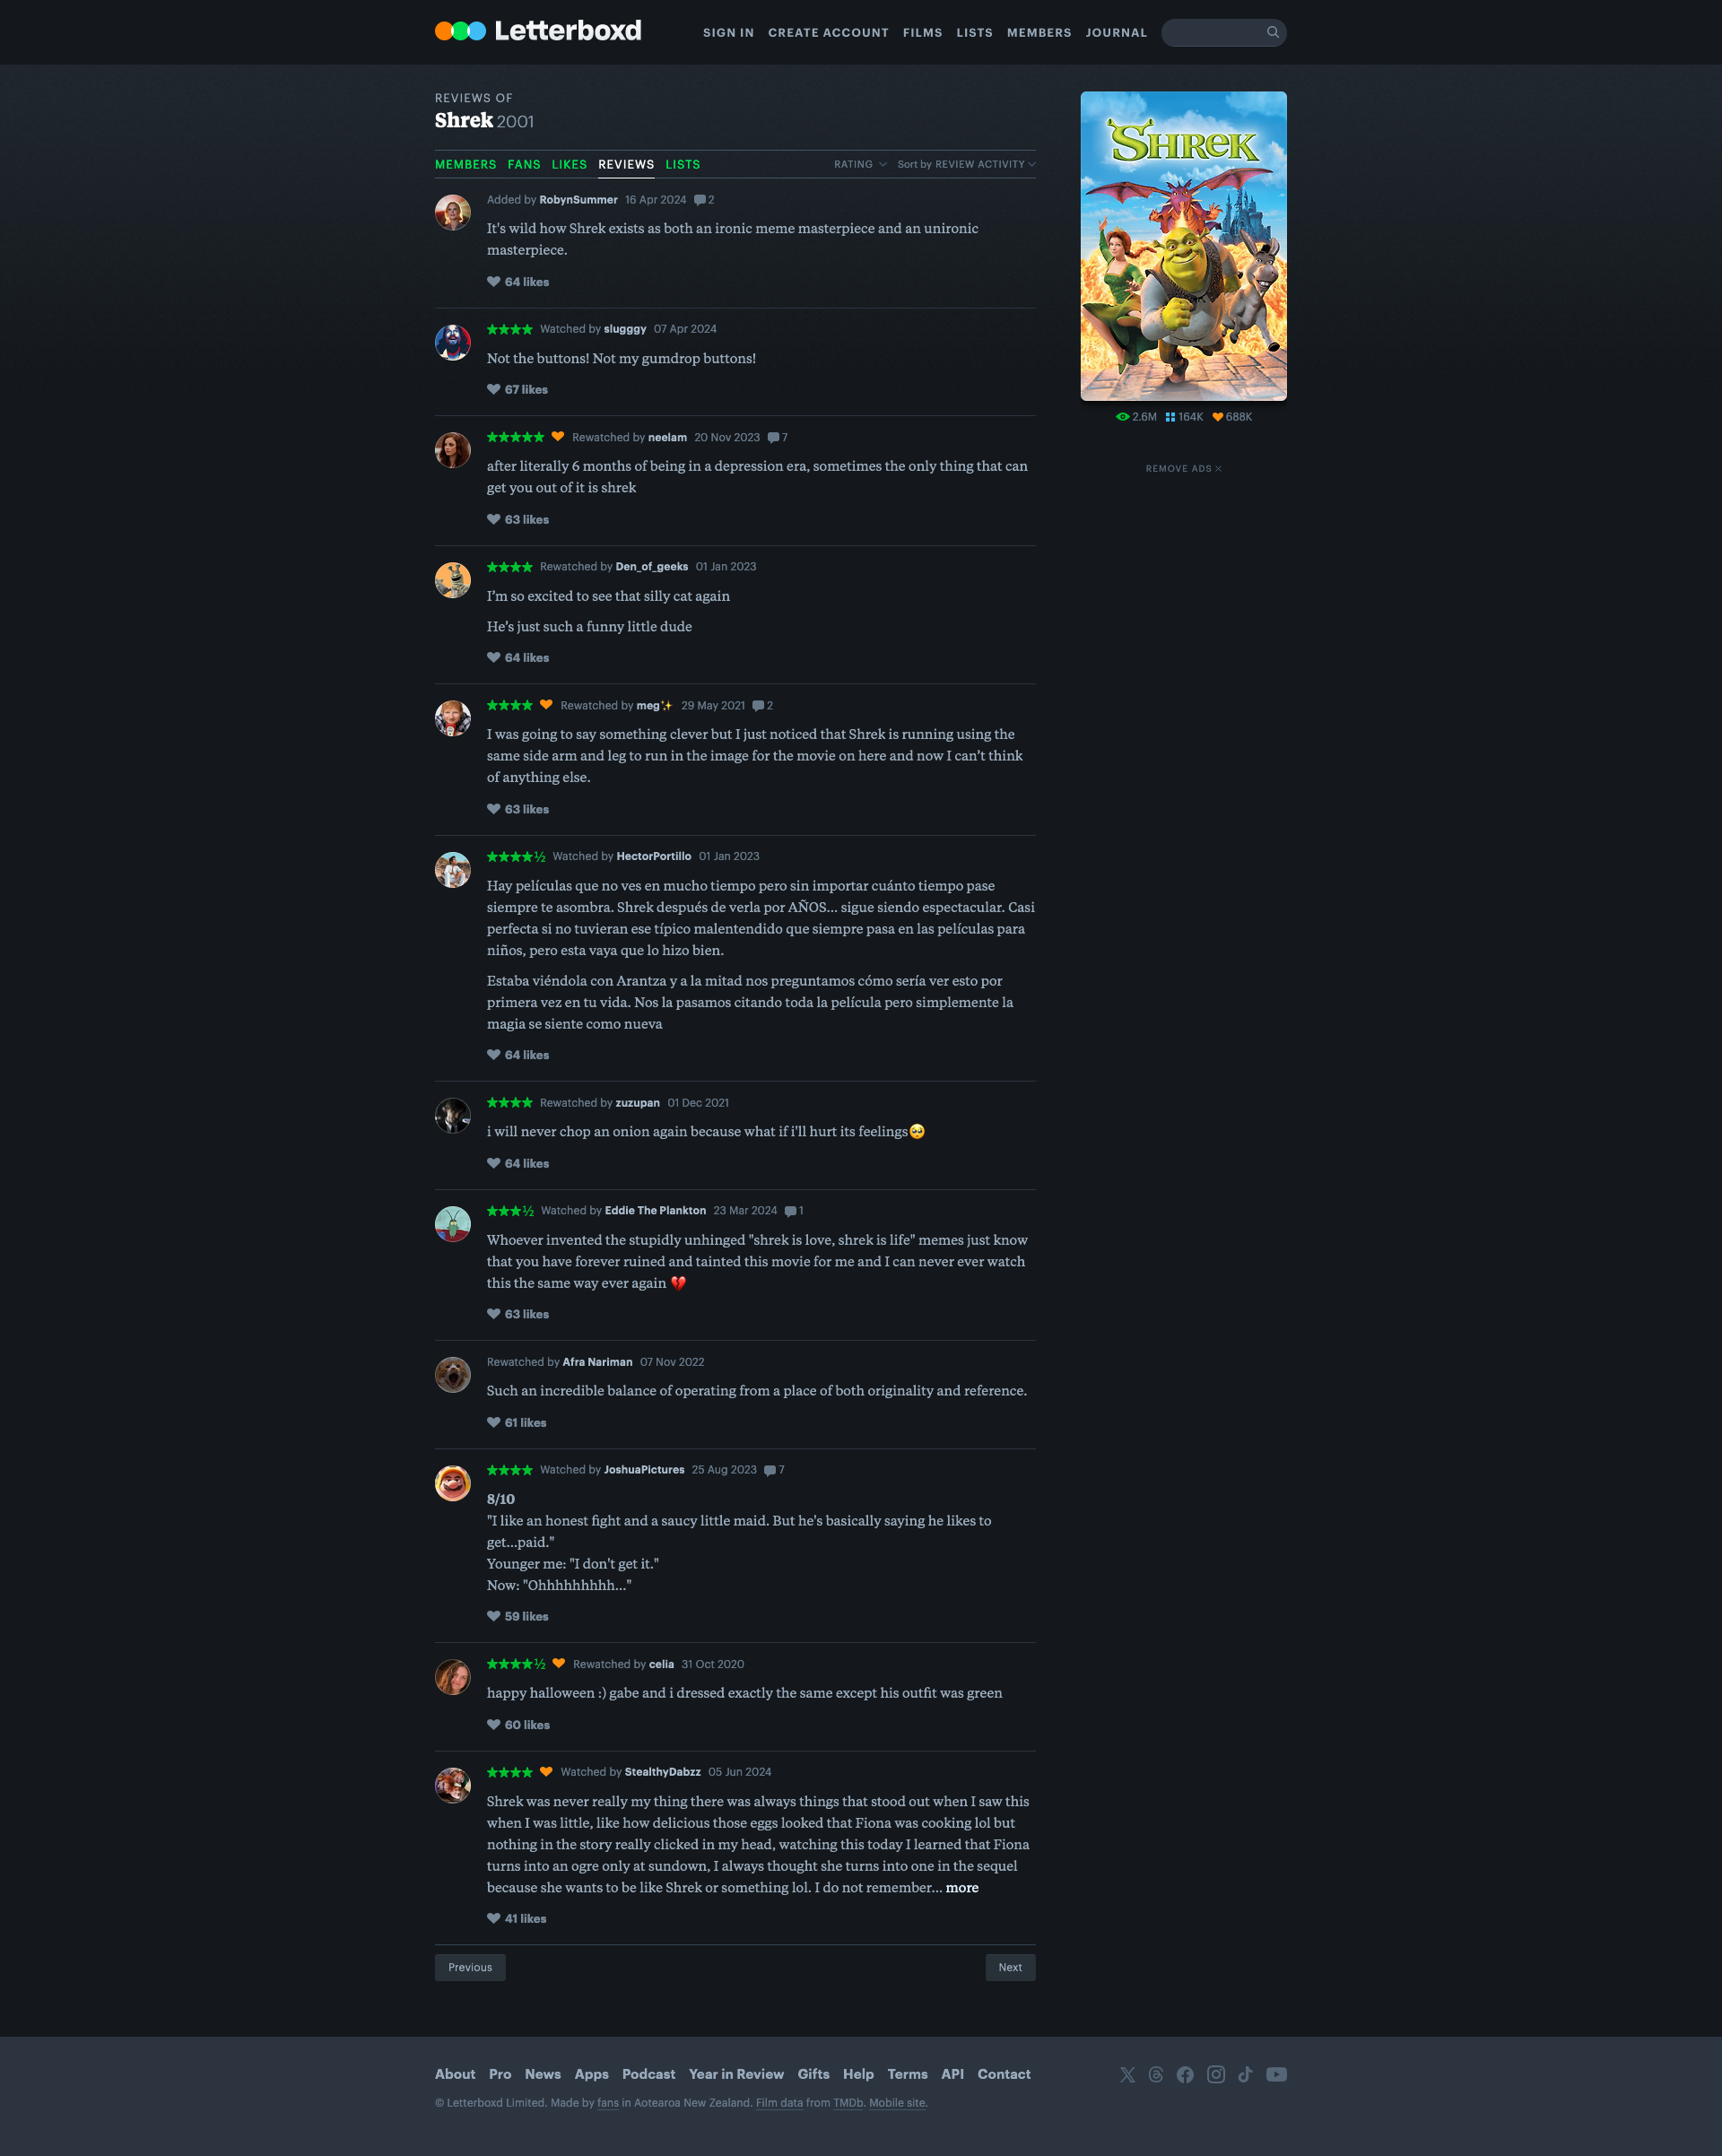 Letterboxd
SIGN IN CREATE ACCOUNT FILMS LISTS MEMBERS JOURNAL
REVIEWS OF
Shrek 2001
MEMBERS FANS LIKES REVIEWS LISTS RATING Sort by REVIEW ACTIVITY
SHREK
2.6M 164K 688K
REMOVE ADS
Added by RobynSummer 16 Apr 2024 2
It's wild how Shrek exists as both an ironic meme masterpiece and an unironic
masterpiece.
64 likes
★★★★ Watched by slugggy 07 Apr 2024
Not the buttons! Not my gumdrop buttons!
67 likes
★★★★★ Rewatched by neelam 20 Nov 2023 7
after literally 6 months of being in a depression era, sometimes the only thing that can
get you out of it is shrek
63 likes
★★★★ Rewatched by Den_of_geeks 01 Jan 2023
I’m so excited to see that silly cat again
He’s just such a funny little dude
64 likes
★★★★ Rewatched by meg✨ 29 May 2021 2
I was going to say something clever but I just noticed that Shrek is running using the
same side arm and leg to run in the image for the movie on here and now I can’t think
of anything else.
63 likes
★★★★½ Watched by HectorPortillo 01 Jan 2023
Hay películas que no ves en mucho tiempo pero sin importar cuánto tiempo pase
siempre te asombra. Shrek después de verla por AÑOS… sigue siendo espectacular. Casi
perfecta si no tuvieran ese típico malentendido que siempre pasa en las películas para
niños, pero esta vaya que lo hizo bien.
Estaba viéndola con Arantza y a la mitad nos preguntamos cómo sería ver esto por
primera vez en tu vida. Nos la pasamos citando toda la película pero simplemente la
magia se siente como nueva
64 likes
★★★★ Rewatched by zuzupan 01 Dec 2021
i will never chop an onion again because what if i'll hurt its feelings🥺
64 likes
★★★½ Watched by Eddie The Plankton 23 Mar 2024 1
Whoever invented the stupidly unhinged "shrek is love, shrek is life" memes just know
that you have forever ruined and tainted this movie for me and I can never ever watch
this the same way ever again 💔
63 likes
Rewatched by Afra Nariman 07 Nov 2022
Such an incredible balance of operating from a place of both originality and reference.
61 likes
★★★★ Watched by JoshuaPictures 25 Aug 2023 7
8/10
"I like an honest fight and a saucy little maid. But he's basically saying he likes to
get...paid."
Younger me: "I don't get it."
Now: "Ohhhhhhhhh..."
59 likes
★★★★½ Rewatched by celia 31 Oct 2020
happy halloween :) gabe and i dressed exactly the same except his outfit was green
60 likes
★★★★ Watched by StealthyDabzz 05 Jun 2024
Shrek was never really my thing there was always things that stood out when I saw this
when I was little, like how delicious those eggs looked that Fiona was cooking lol but
nothing in the story really clicked in my head, watching this today I learned that Fiona
turns into an ogre only at sundown, I always thought she turns into one in the sequel
because she wants to be like Shrek or something lol. I do not remember… more
41 likes
Previous Next
About Pro News Apps Podcast Year in Review Gifts Help Terms API Contact
© Letterboxd Limited. Made by fans in Aotearoa New Zealand. Film data from TMDb. Mobile site.